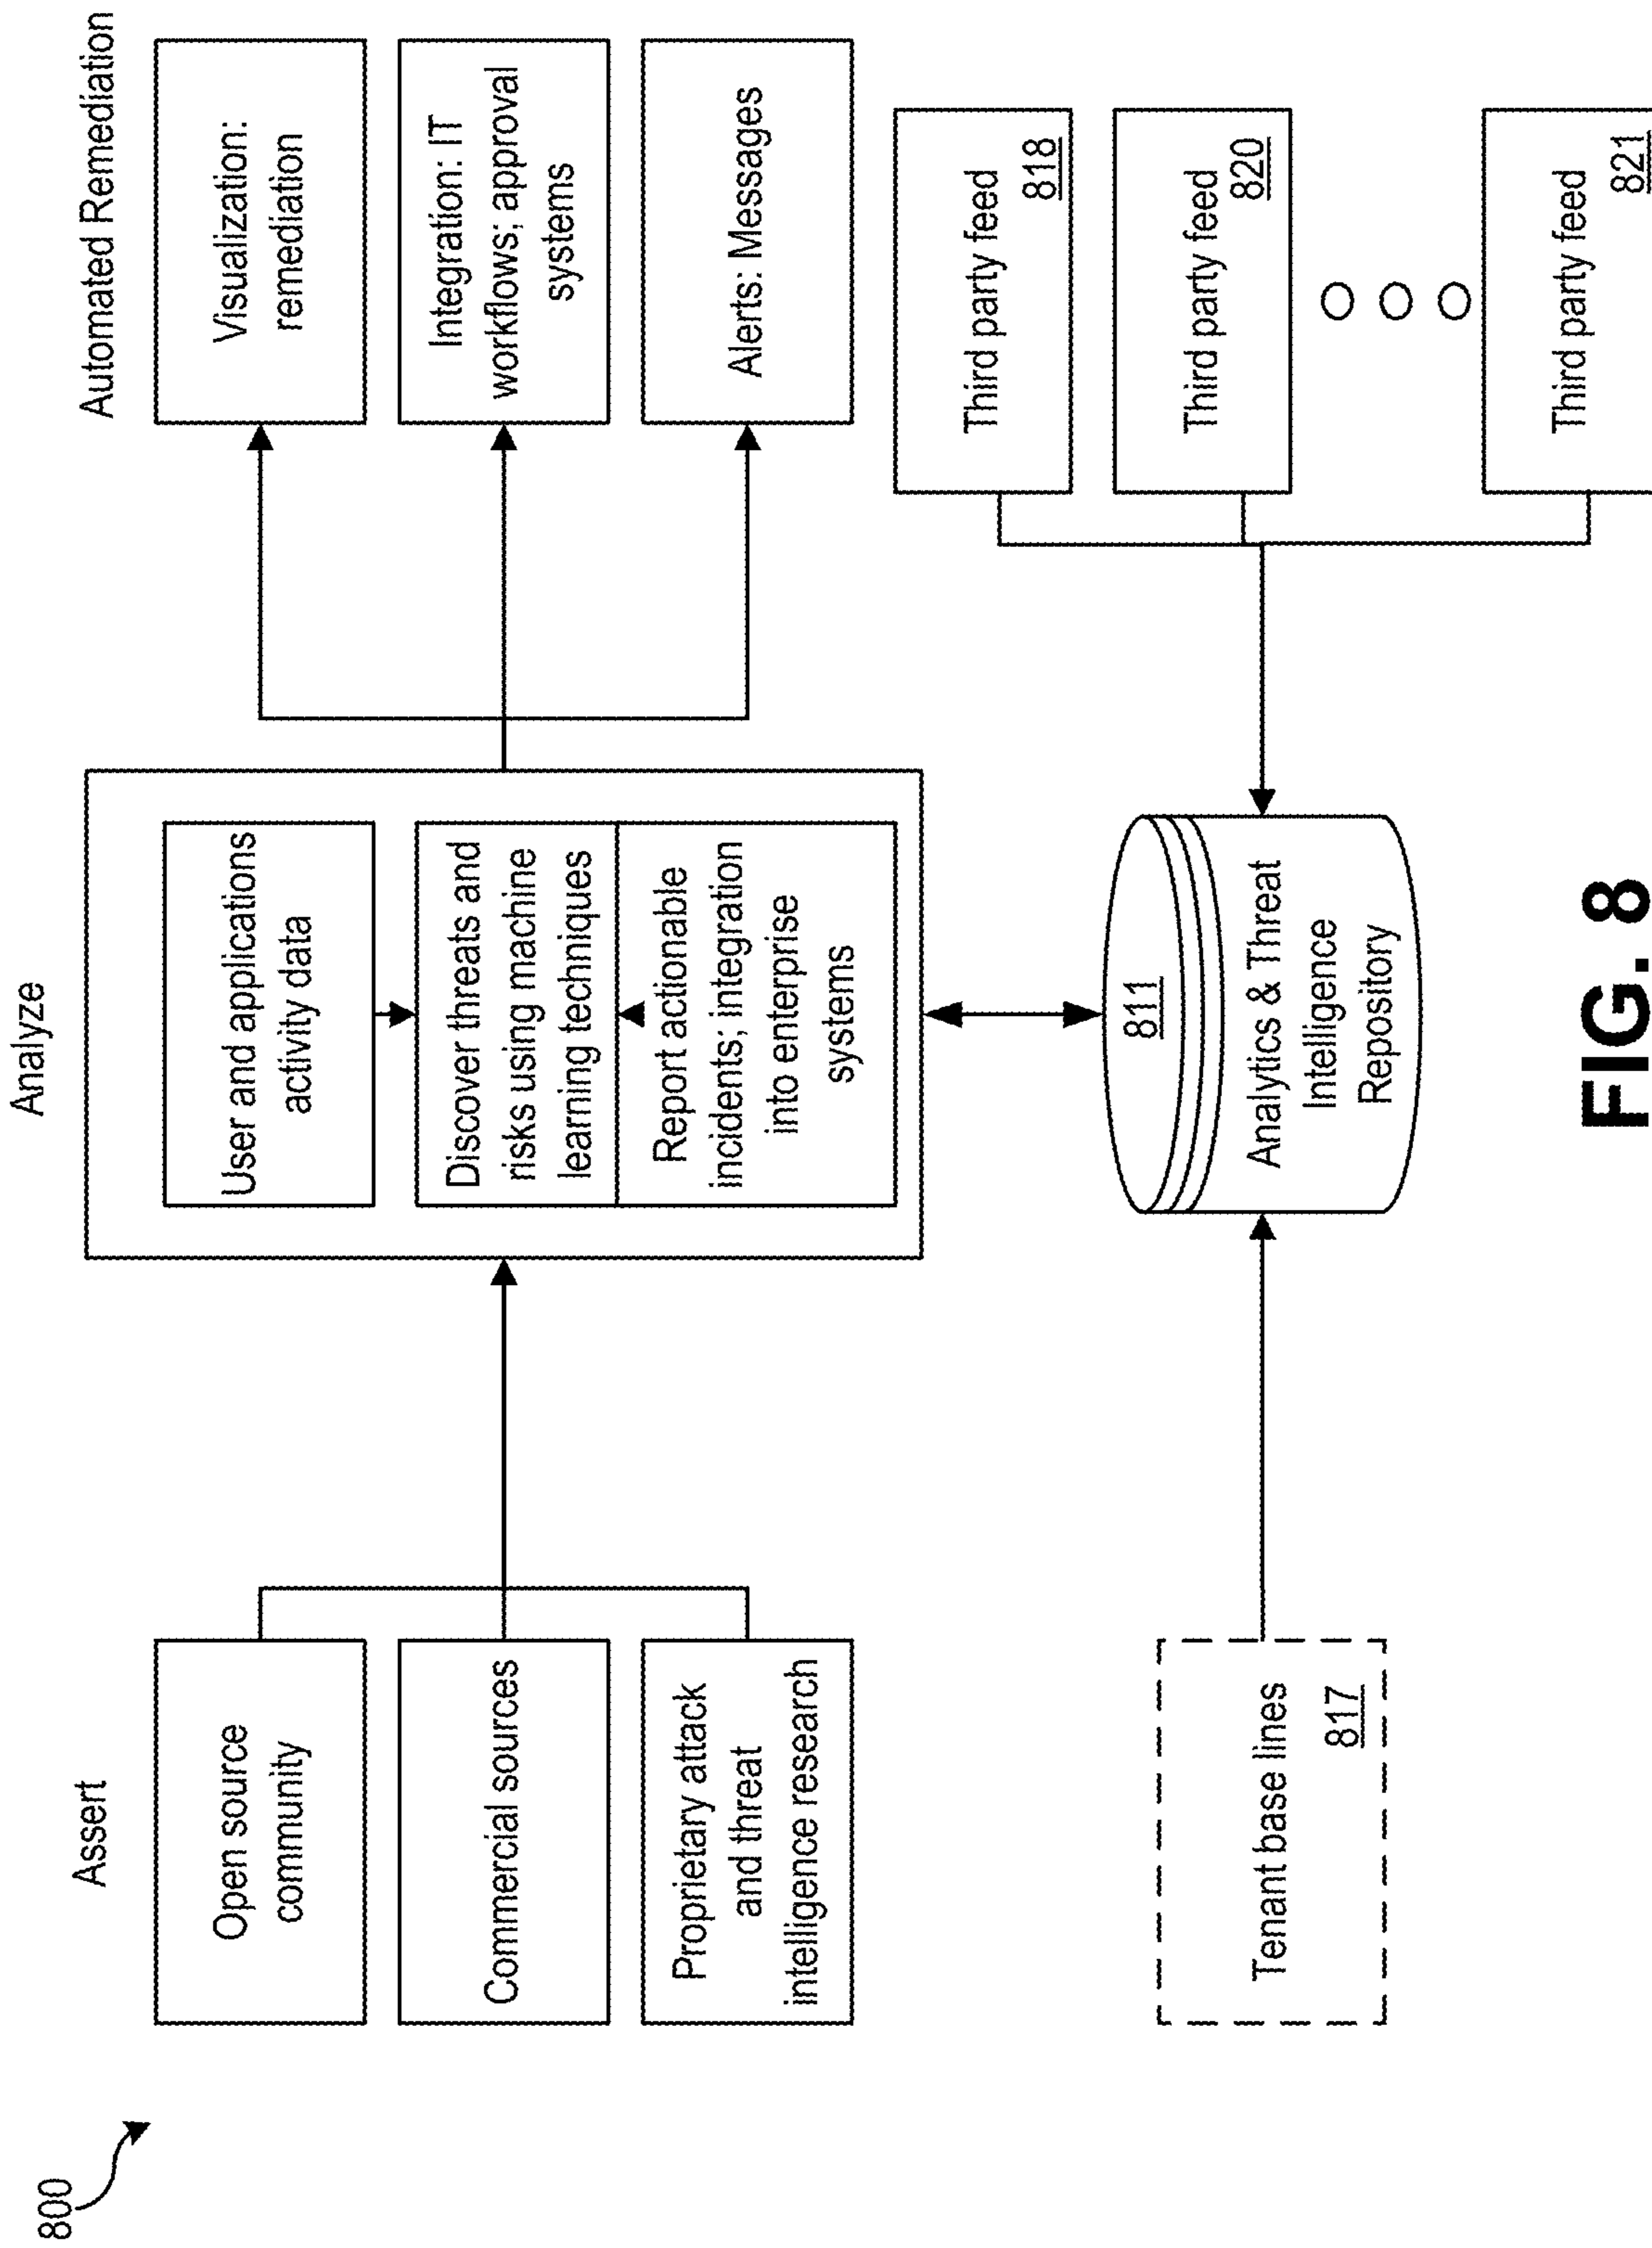 800
Assert
Open source
community
Commercial sources
Proprietary attack
and threat
intelligence research
Analyze
User and applications
activity data
Discover threats and
risks using machine
learning techniques
Report actionable
incidents; integration
into enterprise
systems
Automated Remediation
Visualization:
remediation
Integration: IT
workflows; approval
systems
Alerts: Messages
Tenant base lines
817
811
Analytics & Threat
Intelligence
Repository
Third party feed
818
Third party feed
820
Third party feed
821
FIG. 8